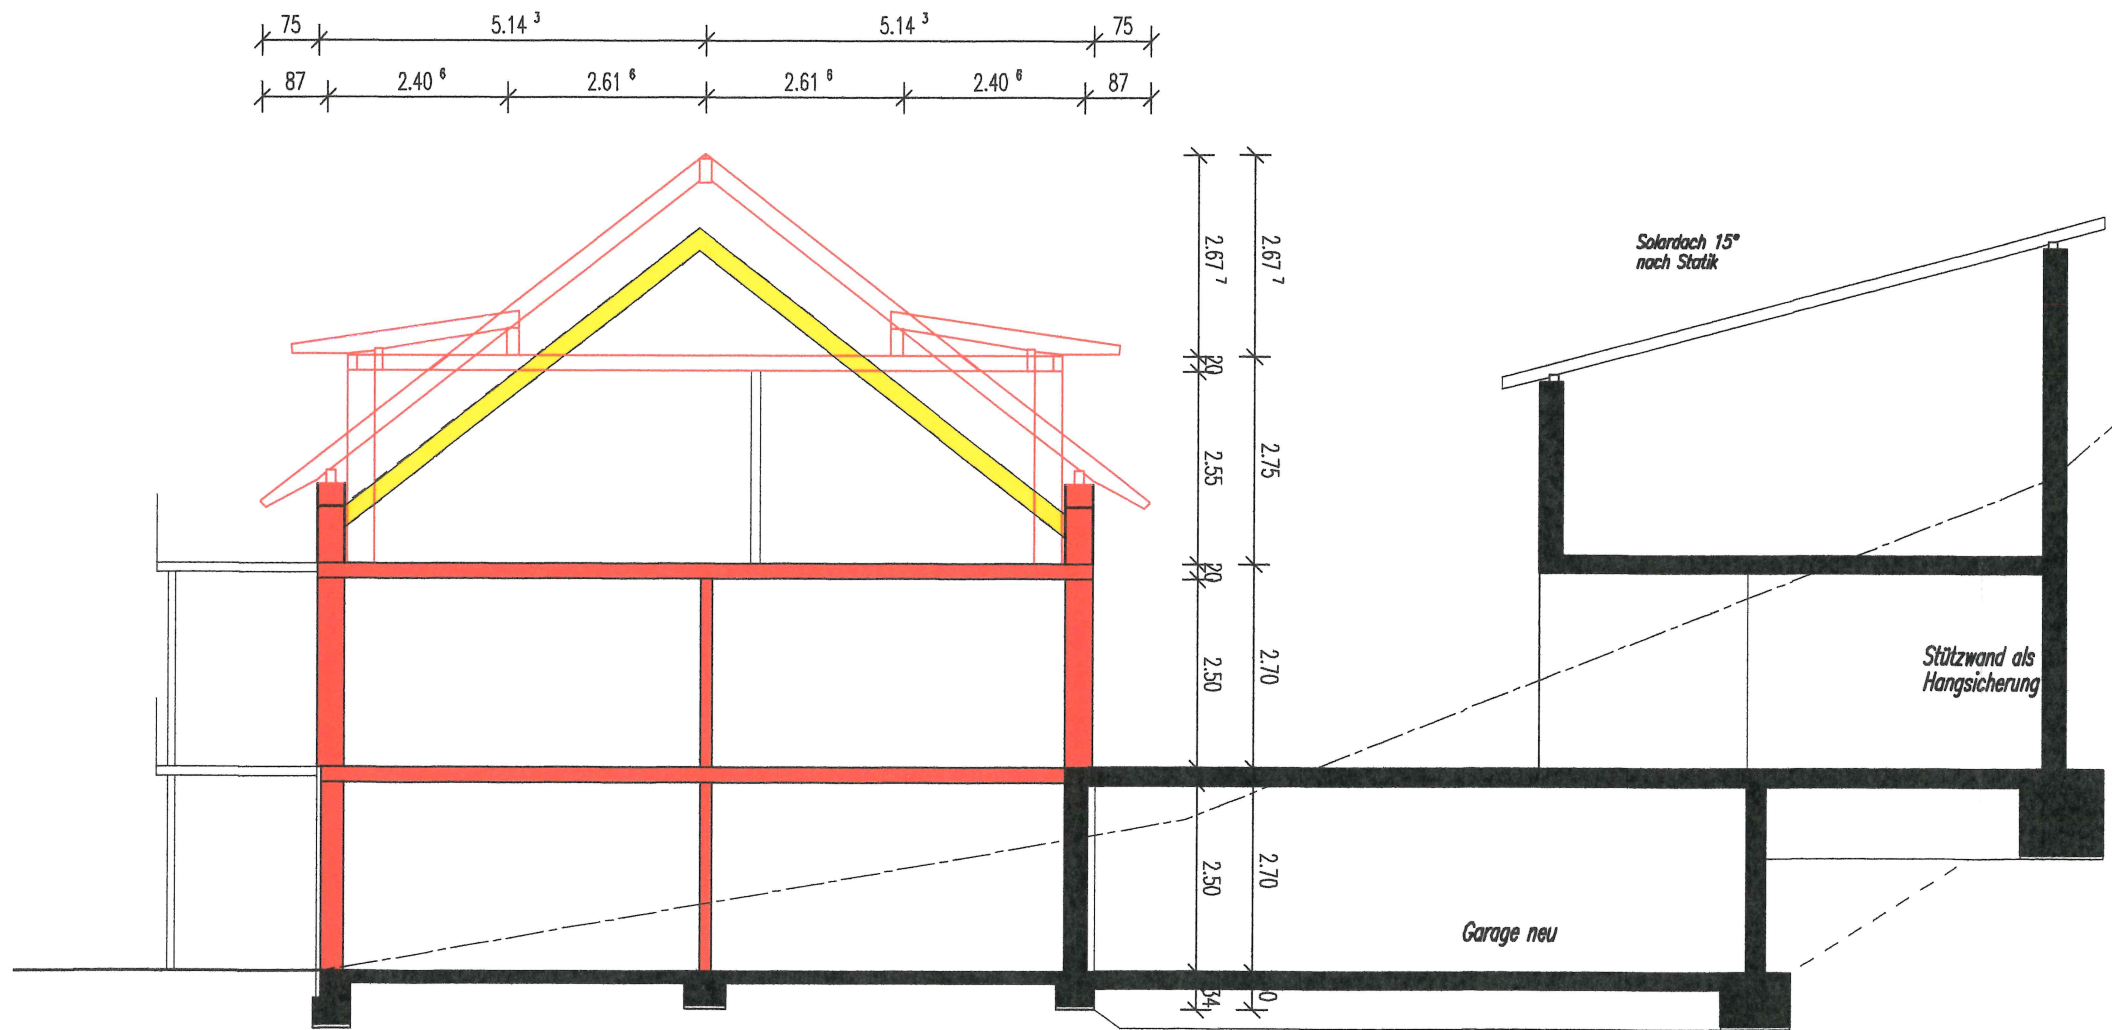 75 5.14 ³ 5.14 ³ 75
87 2.40 ⁶ 2.61 ⁶ 2.61 ⁶ 2.40 ⁶ 87
Solardach 15°
nach Statik
2.67 ⁷ 2.67 ⁷
20
2.55 2.75
20
2.50 2.70
Stützwand als
Hangsicherung
2.50 2.70
Garage neu
34